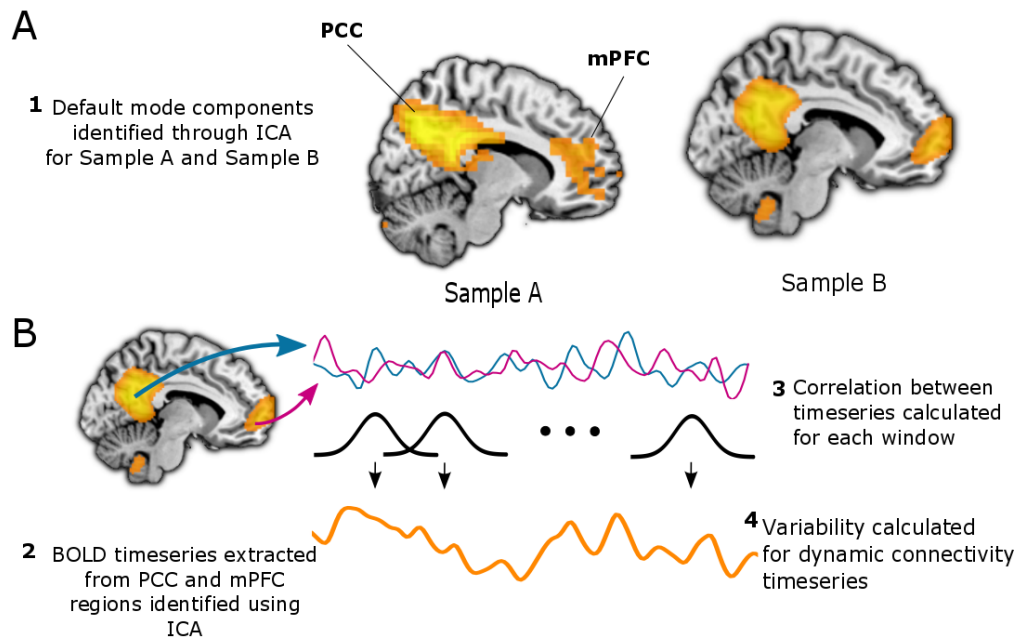 A
PCC
mPFC
1 Default mode components
identified through ICA
for Sample A and Sample B
Sample A
Sample B
B
3 Correlation between
timeseries calculated
for each window
2 BOLD timeseries extracted
from PCC and mPFC
regions identified using
ICA
4 Variability calculated
for dynamic connectivity
timeseries